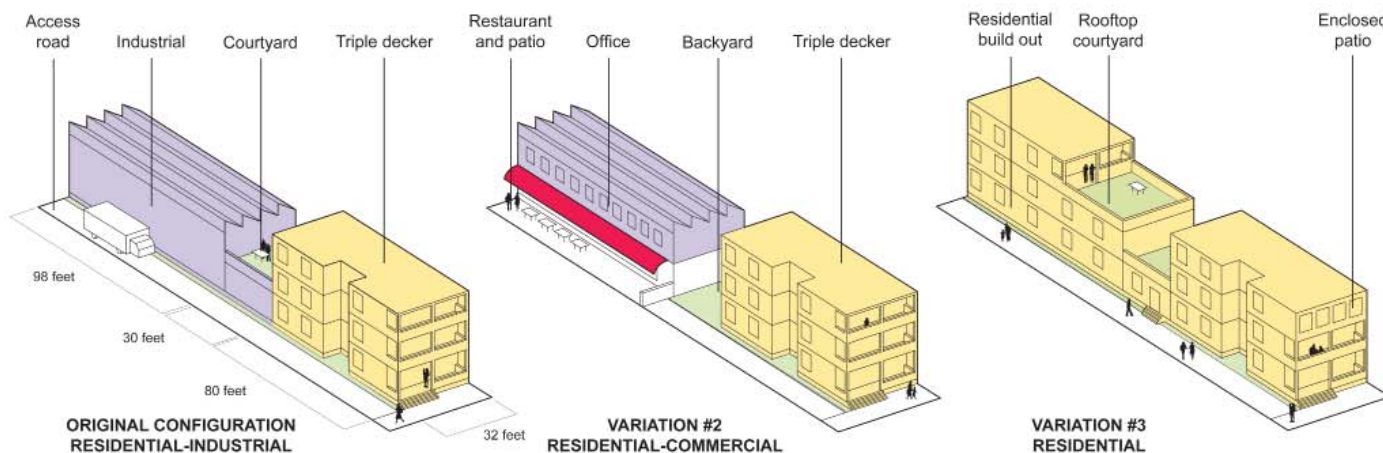 Access
road
Industrial
Courtyard
Triple decker
98 feet
30 feet
80 feet
32 feet
ORIGINAL CONFIGURATION
RESIDENTIAL-INDUSTRIAL
Restaurant
and patio
Office
Backyard
Triple decker
VARIATION #2
RESIDENTIAL-COMMERCIAL
Residential
build out
Rooftop
courtyard
Enclosed
patio
VARIATION #3
RESIDENTIAL